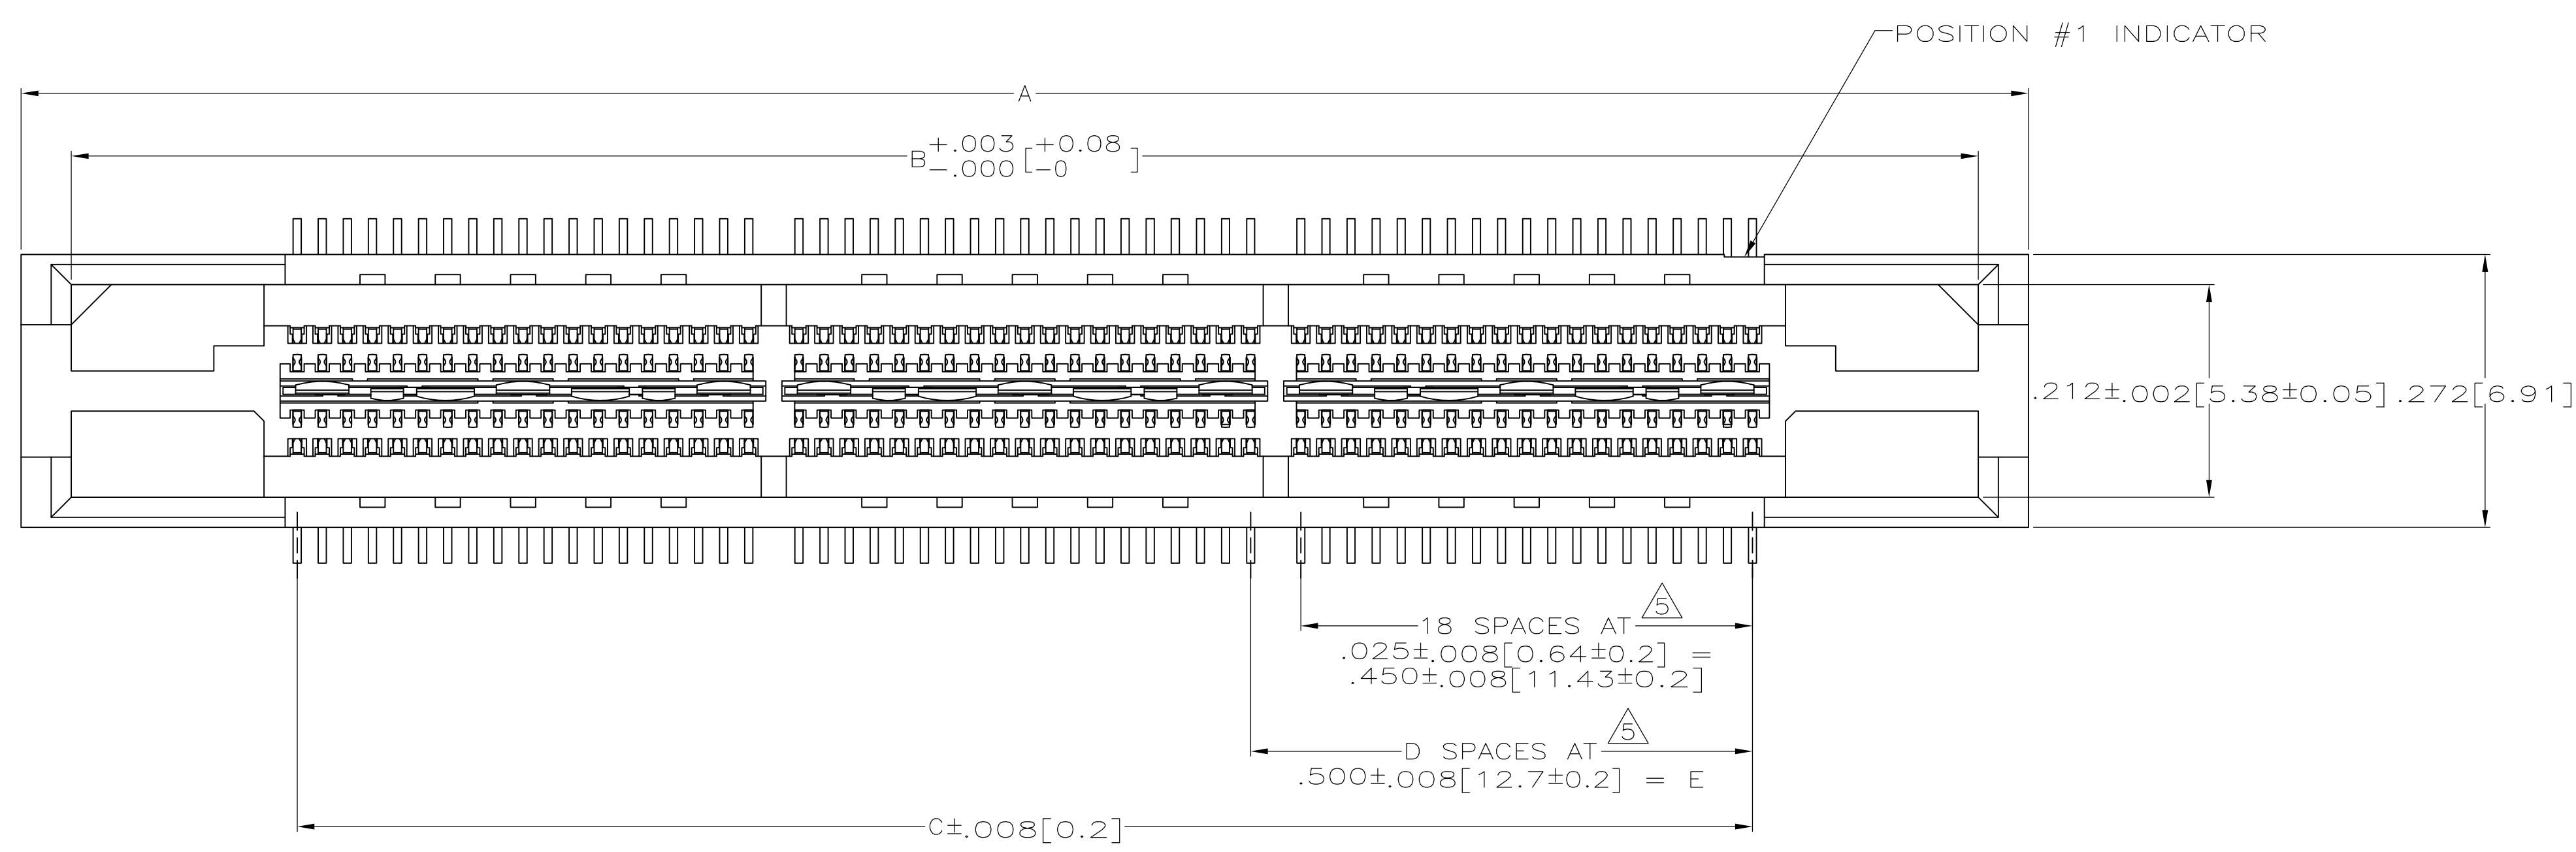 POSITION #1 INDICATOR
A
B +.003 -.000 [ +0.08 -0 ]
.212±.002[5.38±0.05]
.272[6.91]
5
18 SPACES AT
.025±.008[0.64±0.2] =
.450±.008[11.43±0.2]
5
D SPACES AT
.500±.008[12.7±0.2] = E
C±.008[0.2]